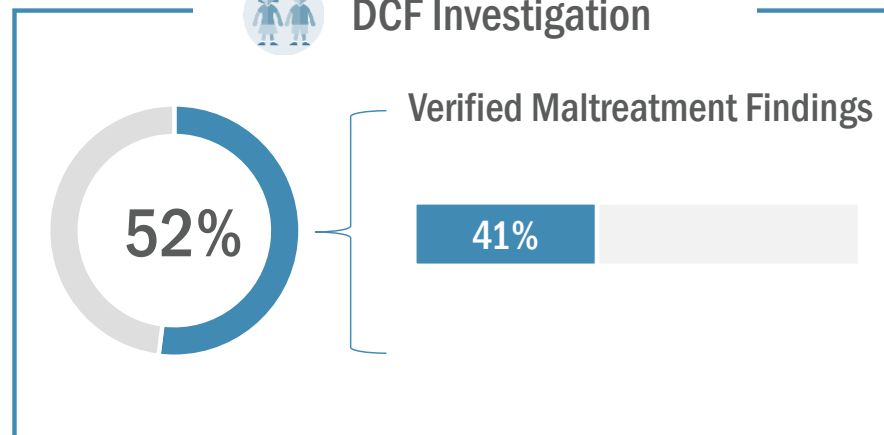 DCF Investigation
Verified Maltreatment Findings
52%
41%